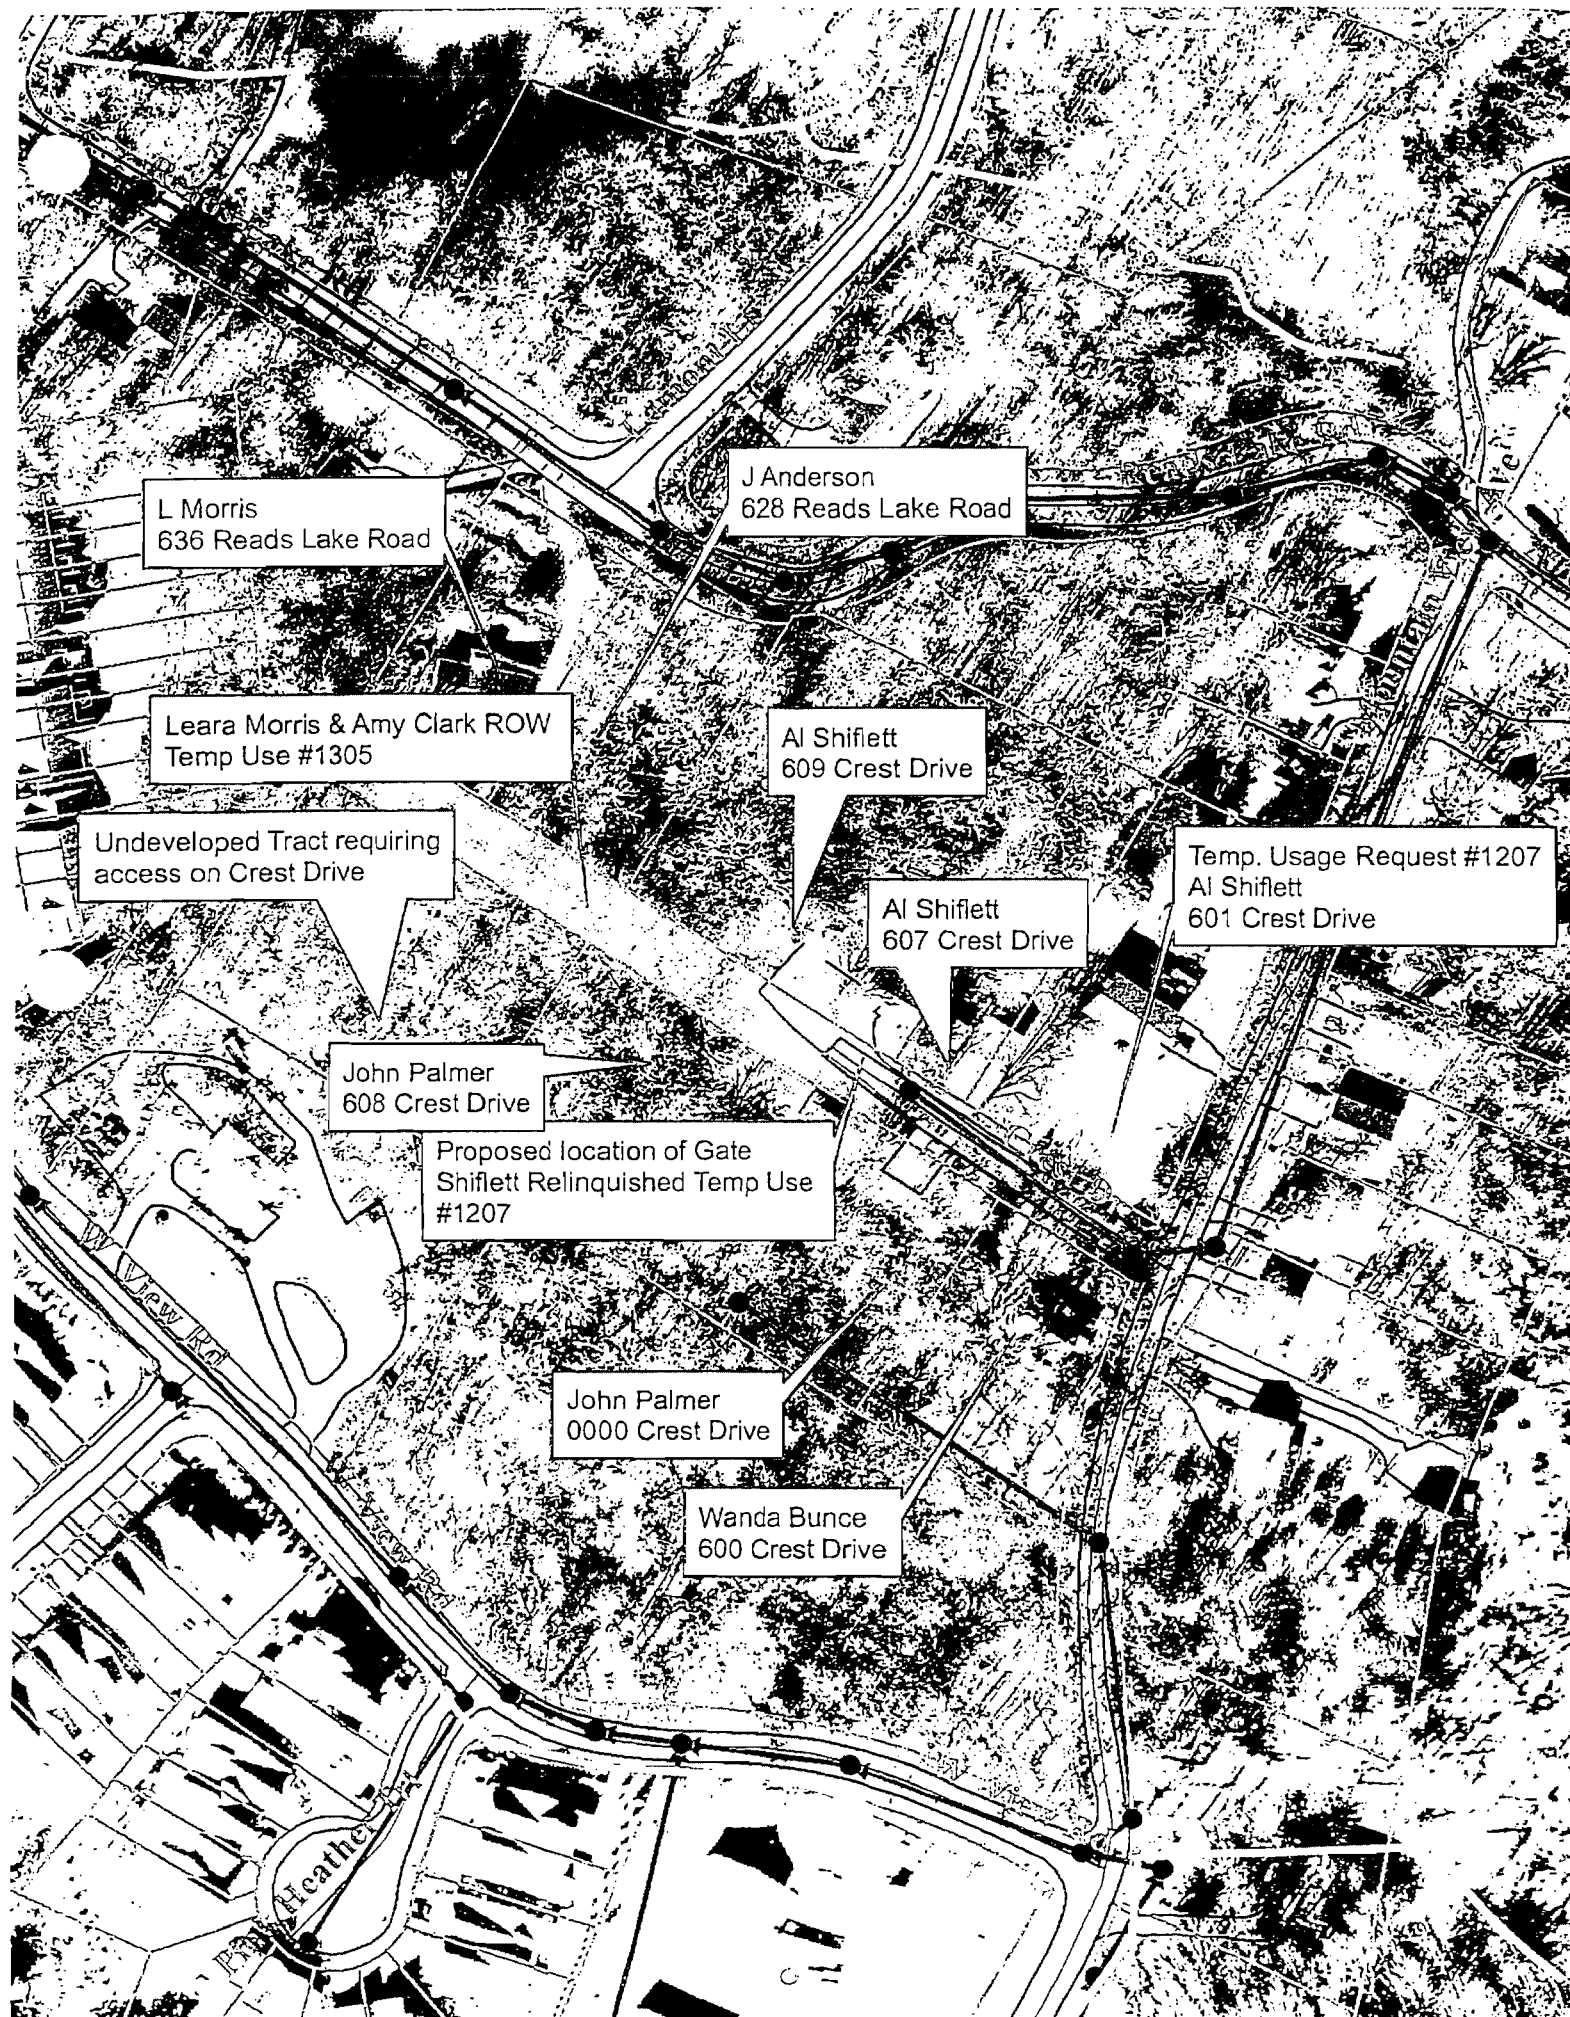 L Morris
636 Reads Lake Road
J Anderson
628 Reads Lake Road
Leara Morris & Amy Clark ROW
Temp Use #1305
Al Shiflett
609 Crest Drive
Undeveloped Tract requiring
access on Crest Drive
Temp. Usage Request #1207
Al Shiflett
601 Crest Drive
Al Shiflett
607 Crest Drive
John Palmer
608 Crest Drive
Proposed location of Gate
Shiflett Relinquished Temp Use
#1207
W View Rd
John Palmer
0000 Crest Drive
Wanda Bunce
600 Crest Drive